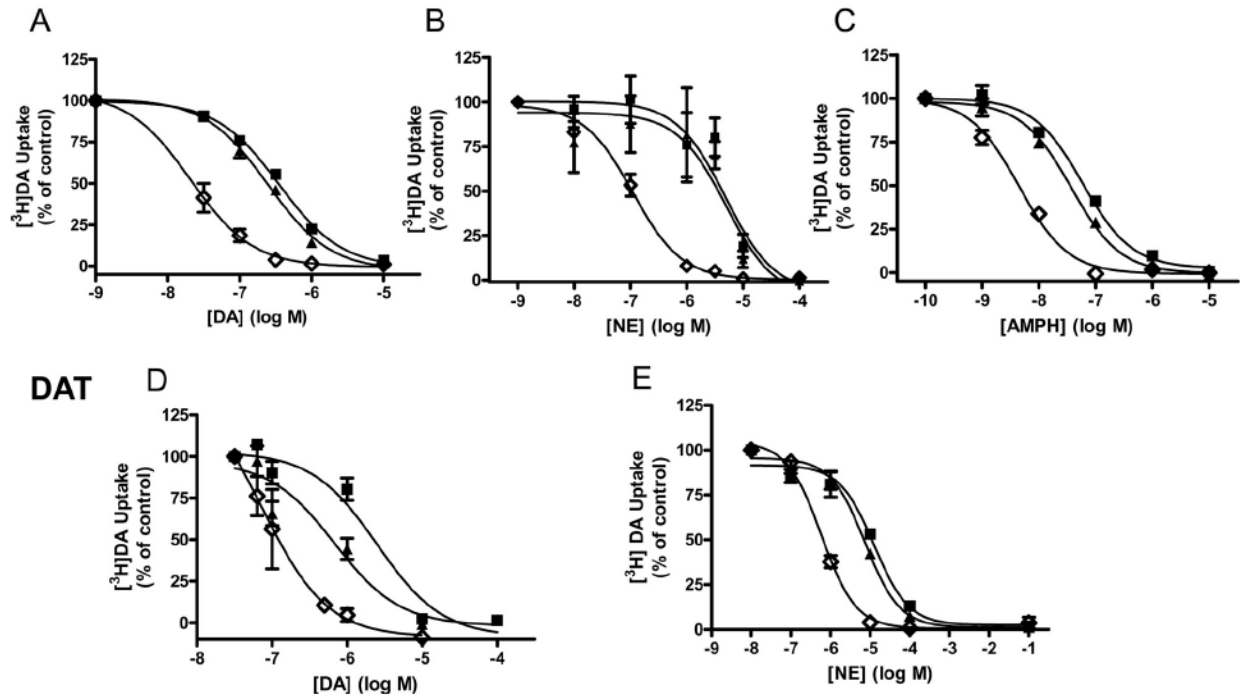 A
125
100
75
50
25
0
[³H]DA Uptake
(% of control)
-9 -8 -7 -6 -5
[DA] (log M)
B
125
100
75
50
25
0
[³H]DA Uptake
(% of control)
-9 -8 -7 -6 -5 -4
[NE] (log M)
C
125
100
75
50
25
0
[³H]DA Uptake
(% of control)
-10 -9 -8 -7 -6 -5
[AMPH] (log M)
DAT
D
125
100
75
50
25
0
[³H]DA Uptake
(% of control)
-8 -7 -6 -5 -4
[DA] (log M)
E
125
100
75
50
25
0
[³H] DA Uptake
(% of control)
-9 -8 -7 -6 -5 -4 -3 -2 -1
[NE] (log M)